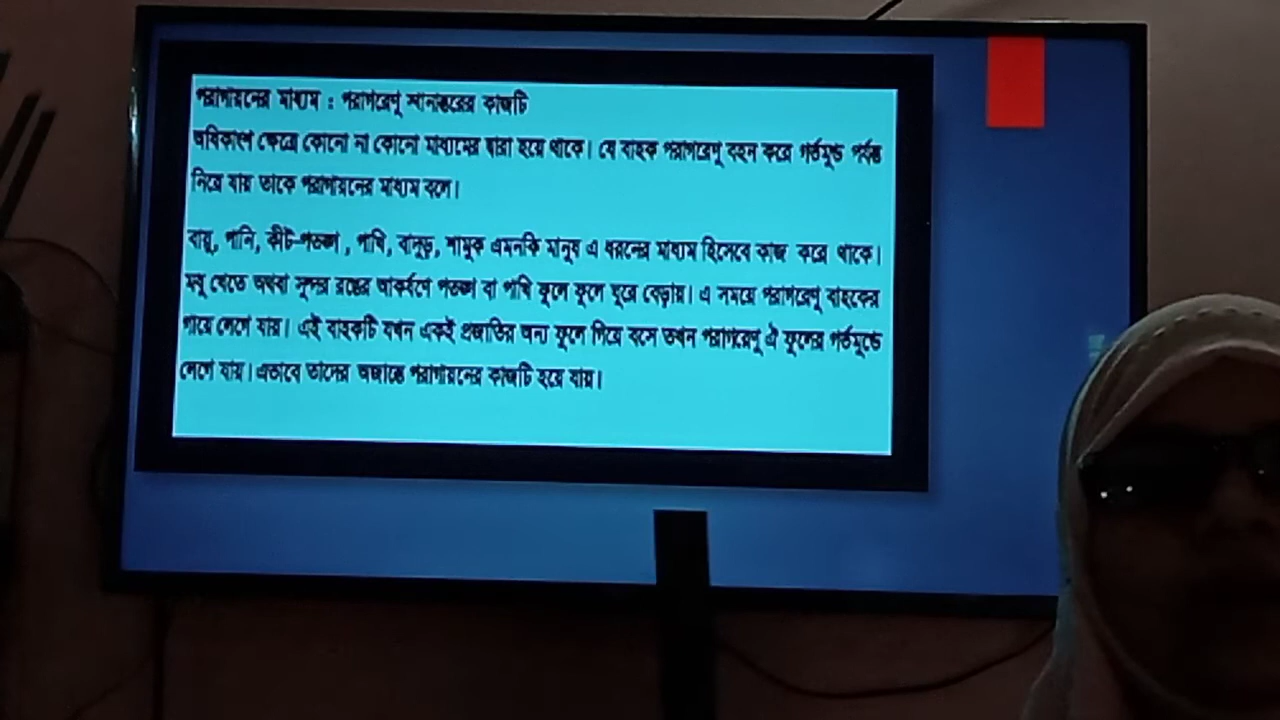 পরাগায়নের মাধ্যম : পরাগরেণু স্থানান্তরের কাজটি
অধিকাংশ ক্ষেত্রে কোনো না কোনো মাধ্যমের দ্বারা হয়ে থাকে। যে বাহক পরাগরেণু বহন করে গর্ভমুন্ড পর্যন্ত
নিয়ে যায় তাকে পরাগায়নের মাধ্যম বলে।
বায়ু, পানি, কীট-পতঙ্গ , পাখি, বাদুড়, শামুক এমনকি মানুষ এ ধরনের মাধ্যম হিসেবে কাজ করে থাকে।
মধু খেতে অথবা সুন্দর রঙের আকর্ষণে পতঙ্গ বা পাখি ফুলে ফুলে ঘুরে বেড়ায়। এ সময়ে পরাগরেণু বাহকের
গায়ে লেগে যায়। এই বাহকটি যখন একই প্রজাতির অন্য ফুলে গিয়ে বসে তখন পরাগরেণু ঐ ফুলের গর্ভমুন্ডে
লেগে যায়। এভাবে তাদের অজান্তে পরাগায়নের কাজটি হয়ে যায়।